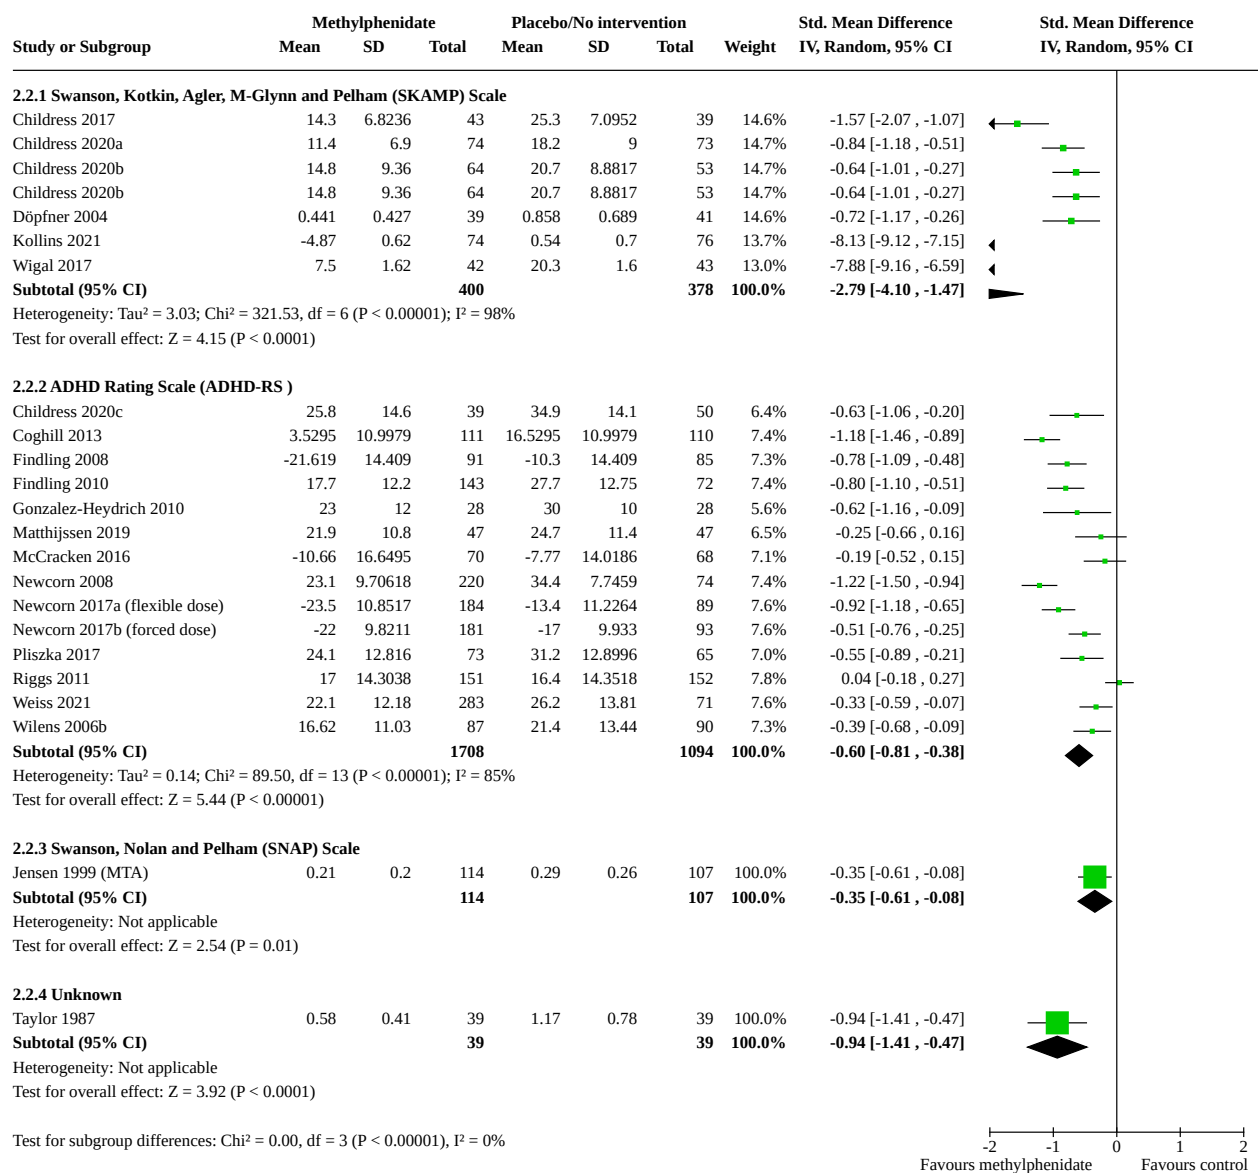 Methylphenidate Placebo/No intervention Std. Mean Difference Std. Mean Difference
Study or Subgroup Mean SD Total Mean SD Total Weight IV, Random, 95% CI IV, Random, 95% CI
2.2.1 Swanson, Kotkin, Agler, M-Glynn and Pelham (SKAMP) Scale
Childress 2017 14.3 6.8236 43 25.3 7.0952 39 14.6% -1.57 [-2.07 , -1.07]
Childress 2020a 11.4 6.9 74 18.2 9 73 14.7% -0.84 [-1.18 , -0.51]
Childress 2020b 14.8 9.36 64 20.7 8.8817 53 14.7% -0.64 [-1.01 , -0.27]
Childress 2020b 14.8 9.36 64 20.7 8.8817 53 14.7% -0.64 [-1.01 , -0.27]
Döpfner 2004 0.441 0.427 39 0.858 0.689 41 14.6% -0.72 [-1.17 , -0.26]
Kollins 2021 -4.87 0.62 74 0.54 0.7 76 13.7% -8.13 [-9.12 , -7.15]
Wigal 2017 7.5 1.62 42 20.3 1.6 43 13.0% -7.88 [-9.16 , -6.59]
Subtotal (95% CI) 400 378 100.0% -2.79 [-4.10 , -1.47]
Heterogeneity: Tau² = 3.03; Chi² = 321.53, df = 6 (P < 0.00001); I² = 98%
Test for overall effect: Z = 4.15 (P < 0.0001)
2.2.2 ADHD Rating Scale (ADHD-RS )
Childress 2020c 25.8 14.6 39 34.9 14.1 50 6.4% -0.63 [-1.06 , -0.20]
Coghill 2013 3.5295 10.9979 111 16.5295 10.9979 110 7.4% -1.18 [-1.46 , -0.89]
Findling 2008 -21.619 14.409 91 -10.3 14.409 85 7.3% -0.78 [-1.09 , -0.48]
Findling 2010 17.7 12.2 143 27.7 12.75 72 7.4% -0.80 [-1.10 , -0.51]
Gonzalez-Heydrich 2010 23 12 28 30 10 28 5.7% -0.62 [-1.16 , -0.09]
Matthijssen 2019 21.9 10.8 47 24.7 11.4 47 6.5% -0.25 [-0.66 , 0.16]
McCracken 2016 -10.66 16.6495 70 -7.77 14.0186 68 7.1% -0.19 [-0.52 , 0.15]
Newcorn 2008 23.1 9.70618 220 34.4 7.7459 74 7.4% -1.22 [-1.50 , -0.94]
Newcorn 2017a (flexible dose) -23.5 10.8517 184 -13.4 11.2264 89 7.6% -0.92 [-1.18 , -0.65]
Newcorn 2017b (forced dose) -22 9.8211 181 -17 9.933 93 7.6% -0.51 [-0.76 , -0.25]
Pliszka 2017 24.1 12.816 73 31.2 12.8996 65 7.0% -0.55 [-0.89 , -0.21]
Riggs 2011 17 14.3038 151 16.4 14.3518 152 7.8% 0.04 [-0.18 , 0.27]
Weiss 2021 22.1 12.18 283 26.2 13.81 71 7.6% -0.33 [-0.59 , -0.07]
Wilens 2006b 16.62 11.03 87 21.4 13.44 90 7.3% -0.39 [-0.68 , -0.09]
Subtotal (95% CI) 1708 1094 100.0% -0.60 [-0.81 , -0.38]
Heterogeneity: Tau² = 0.14; Chi² = 89.50, df = 13 (P < 0.00001); I² = 85%
Test for overall effect: Z = 5.44 (P < 0.00001)
2.2.3 Swanson, Nolan and Pelham (SNAP) Scale
Jensen 1999 (MTA) 0.21 0.2 114 0.29 0.26 107 100.0% -0.35 [-0.61 , -0.08]
Subtotal (95% CI) 114 107 100.0% -0.35 [-0.61 , -0.08]
Heterogeneity: Not applicable
Test for overall effect: Z = 2.54 (P = 0.01)
2.2.4 Unknown
Taylor 1987 0.58 0.41 39 1.17 0.78 39 100.0% -0.94 [-1.41 , -0.47]
Subtotal (95% CI) 39 39 100.0% -0.94 [-1.41 , -0.47]
Heterogeneity: Not applicable
Test for overall effect: Z = 3.92 (P < 0.0001)
Test for subgroup differences: Chi² = 0.00, df = 3 (P < 0.00001), I² = 0%
-2 -1 0 1 2
Favours methylphenidate Favours control